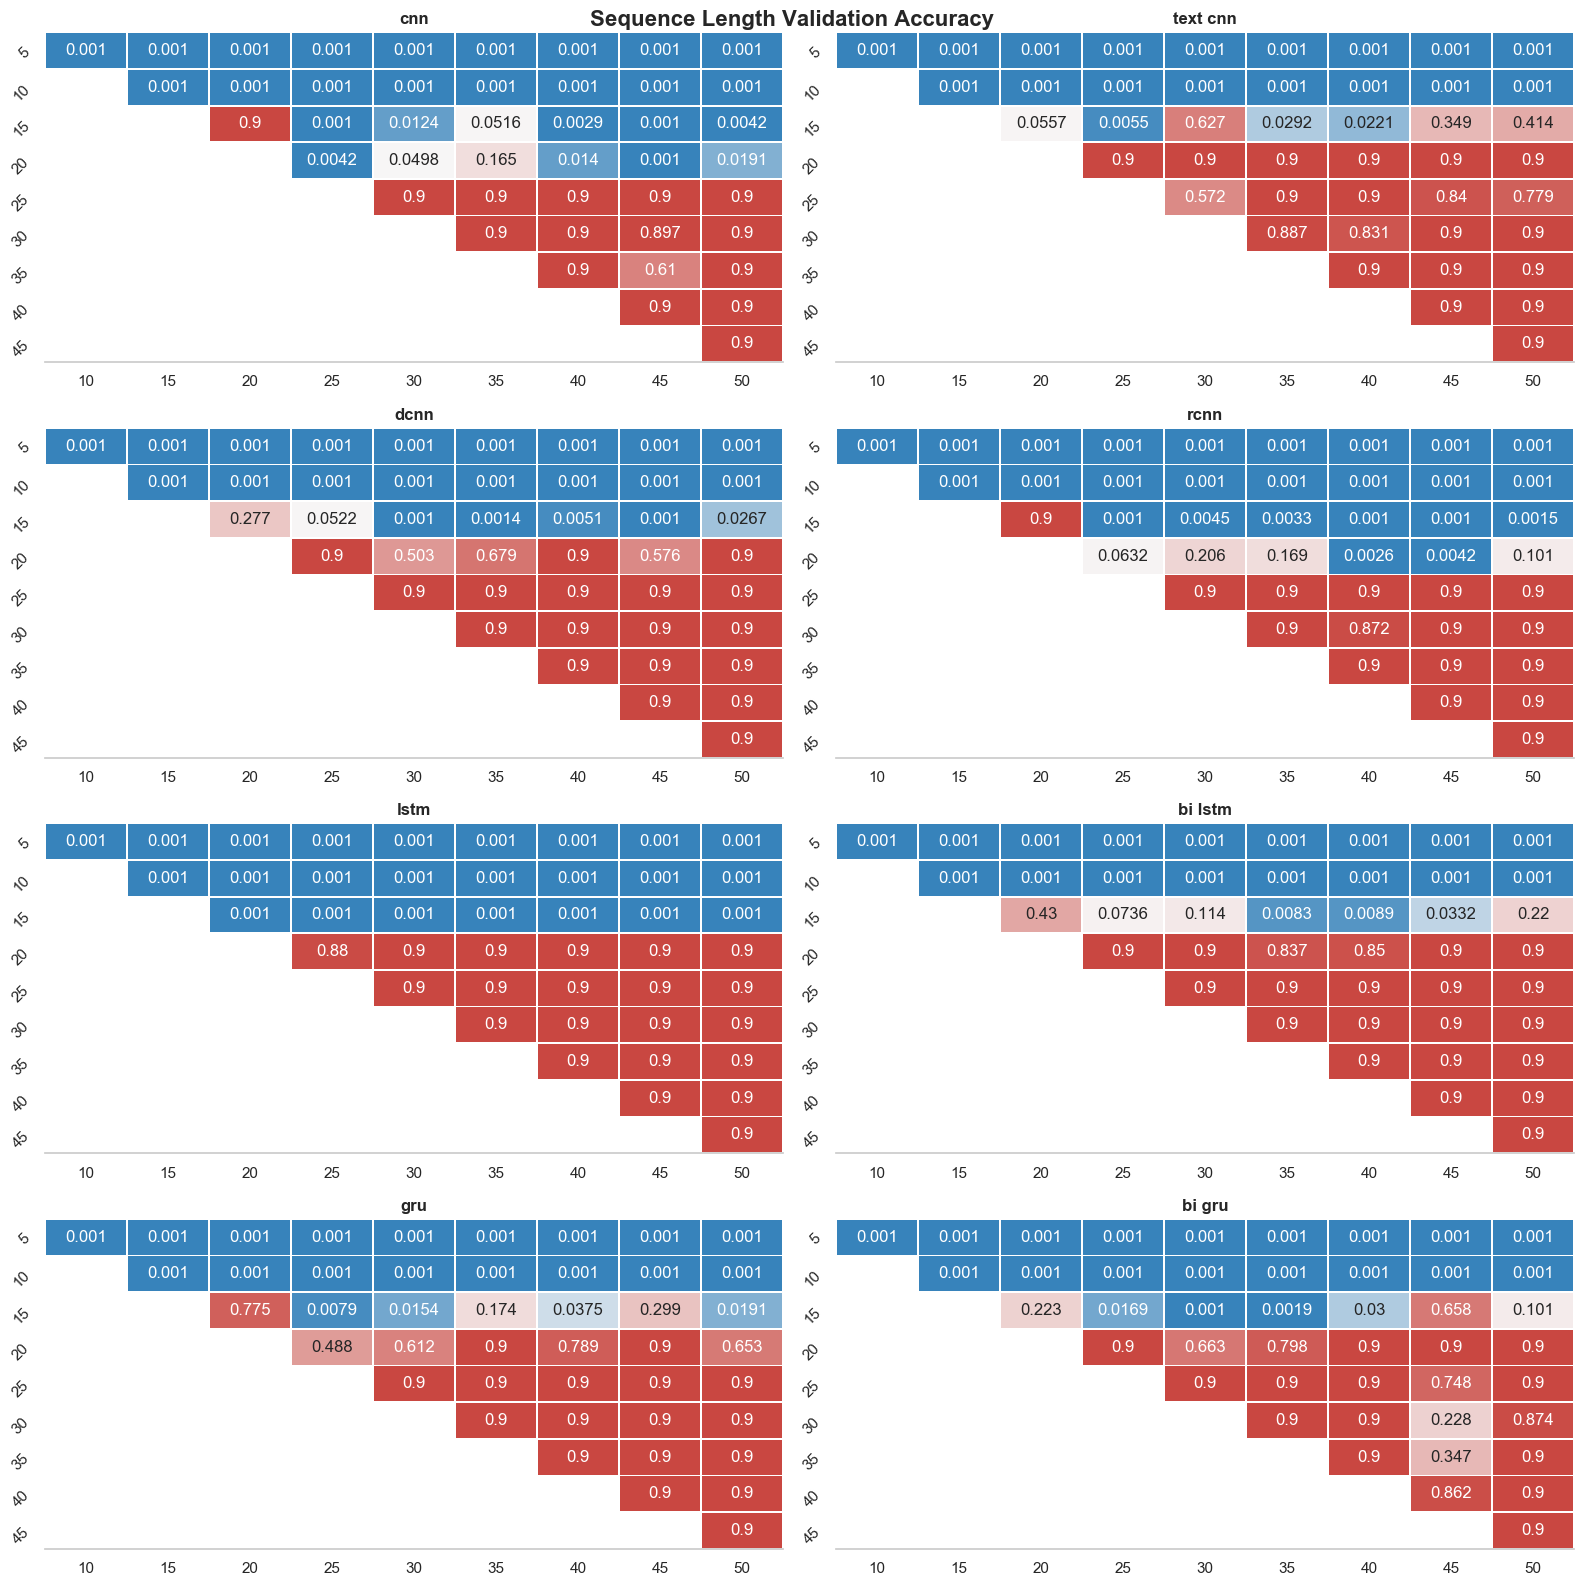 Sequence Length Validation Accuracy
cnn
5 0.001 0.001 0.001 0.001 0.001 0.001 0.001 0.001 0.001
10 0.001 0.001 0.001 0.001 0.001 0.001 0.001 0.001
15 0.9 0.001 0.0124 0.0516 0.0029 0.001 0.0042
20 0.0042 0.0498 0.165 0.014 0.001 0.0191
25 0.9 0.9 0.9 0.9 0.9
30 0.9 0.9 0.897 0.9
35 0.9 0.61 0.9
40 0.9 0.9
45 0.9
10 15 20 25 30 35 40 45 50
text cnn
0.001 0.001 0.001 0.001 0.001 0.001 0.001 0.001 0.001
5
10 0.001 0.001 0.001 0.001 0.001 0.001 0.001 0.001
15 0.0557 0.0055 0.627 0.0292 0.0221 0.349 0.414
20 0.9 0.9 0.9 0.9 0.9 0.9
25 0.572 0.9 0.9 0.84 0.779
30 0.887 0.831 0.9 0.9
35 0.9 0.9 0.9
40 0.9 0.9
45 0.9
10 15 20 25 30 35 40 45 50
dcnn
5 0.001 0.001 0.001 0.001 0.001 0.001 0.001 0.001 0.001
10 0.001 0.001 0.001 0.001 0.001 0.001 0.001 0.001
15 0.277 0.0522 0.001 0.0014 0.0051 0.001 0.0267
20 0.9 0.503 0.679 0.9 0.576 0.9
25 0.9 0.9 0.9 0.9 0.9
30 0.9 0.9 0.9 0.9
35 0.9 0.9 0.9
40 0.9 0.9
45 0.9
10 15 20 25 30 35 40 45 50
rcnn
5 0.001 0.001 0.001 0.001 0.001 0.001 0.001 0.001 0.001
10 0.001 0.001 0.001 0.001 0.001 0.001 0.001 0.001
15 0.9 0.001 0.0045 0.0033 0.001 0.001 0.0015
20 0.0632 0.206 0.169 0.0026 0.0042 0.101
25 0.9 0.9 0.9 0.9 0.9
30 0.9 0.872 0.9 0.9
35 0.9 0.9 0.9
40 0.9 0.9
45 0.9
10 15 20 25 30 35 40 45 50
lstm
5 0.001 0.001 0.001 0.001 0.001 0.001 0.001 0.001 0.001
10 0.001 0.001 0.001 0.001 0.001 0.001 0.001 0.001
15 0.001 0.001 0.001 0.001 0.001 0.001 0.001
20 0.88 0.9 0.9 0.9 0.9 0.9
25 0.9 0.9 0.9 0.9 0.9
30 0.9 0.9 0.9 0.9
35 0.9 0.9 0.9
40 0.9 0.9
45 0.9
10 15 20 25 30 35 40 45 50
bi lstm
5 0.001 0.001 0.001 0.001 0.001 0.001 0.001 0.001 0.001
10 0.001 0.001 0.001 0.001 0.001 0.001 0.001 0.001
15 0.43 0.0736 0.114 0.0083 0.0089 0.0332 0.22
20 0.9 0.9 0.837 0.85 0.9 0.9
25 0.9 0.9 0.9 0.9 0.9
30 0.9 0.9 0.9 0.9
35 0.9 0.9 0.9
40 0.9 0.9
45 0.9
10 15 20 25 30 35 40 45 50
gru
5 0.001 0.001 0.001 0.001 0.001 0.001 0.001 0.001 0.001
10 0.001 0.001 0.001 0.001 0.001 0.001 0.001 0.001
15 0.775 0.0079 0.0154 0.174 0.0375 0.299 0.0191
20 0.488 0.612 0.9 0.789 0.9 0.653
25 0.9 0.9 0.9 0.9 0.9
30 0.9 0.9 0.9 0.9
35 0.9 0.9 0.9
40 0.9 0.9
45 0.9
10 15 20 25 30 35 40 45 50
bi gru
5 0.001 0.001 0.001 0.001 0.001 0.001 0.001 0.001 0.001
10 0.001 0.001 0.001 0.001 0.001 0.001 0.001 0.001
15 0.223 0.0169 0.001 0.0019 0.03 0.658 0.101
20 0.9 0.663 0.798 0.9 0.9 0.9
25 0.9 0.9 0.9 0.748 0.9
30 0.9 0.9 0.228 0.874
35 0.9 0.347 0.9
40 0.862 0.9
45 0.9
10 15 20 25 30 35 40 45 50